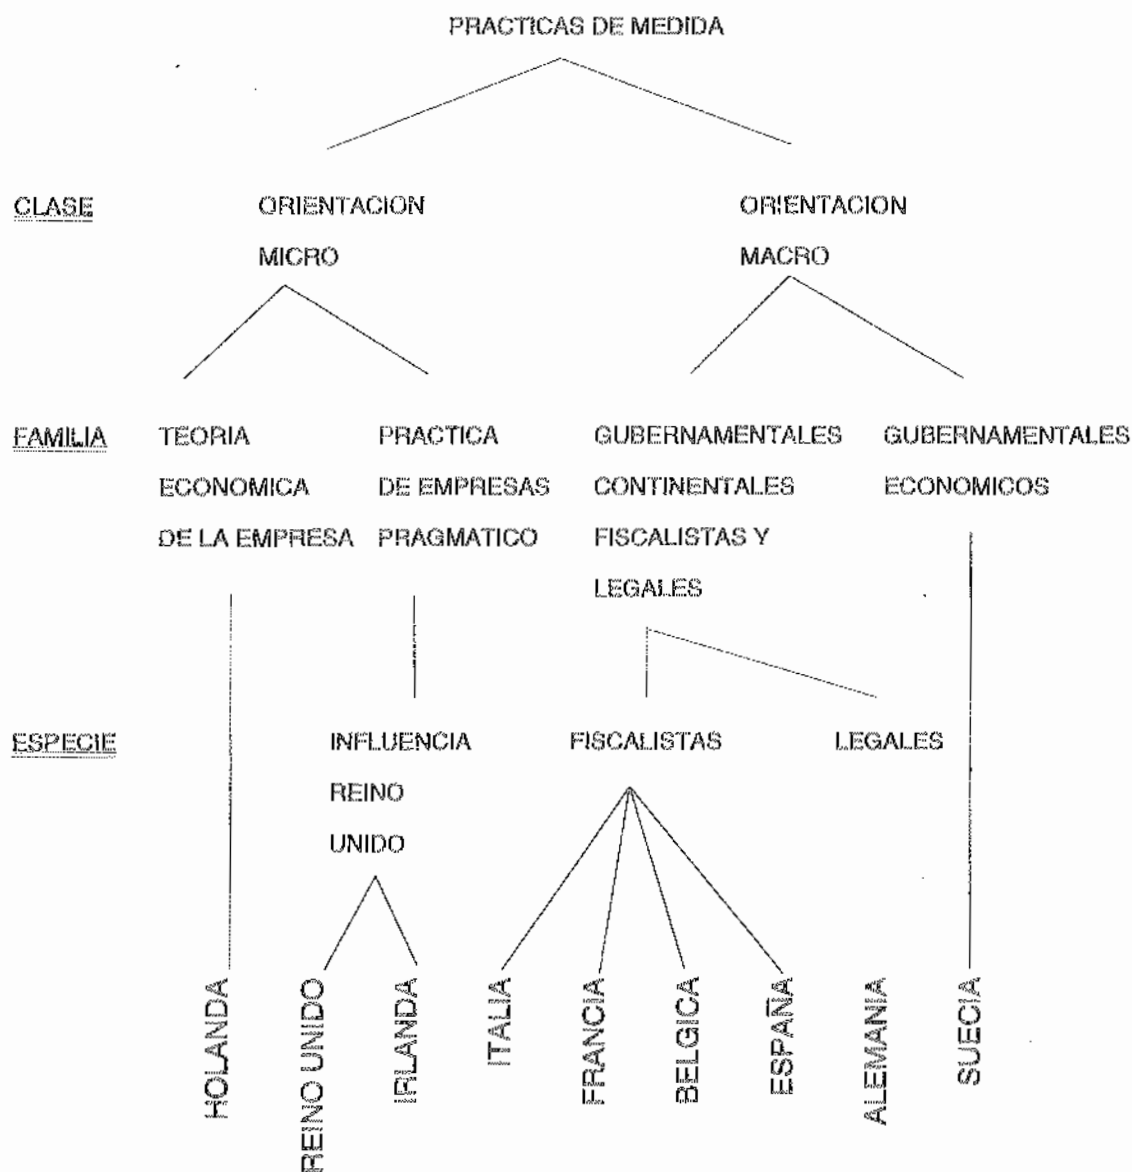 PRACTICAS DE MEDIDA
CLASE
ORIENTACION
MICRO
ORIENTACION
MACRO
FAMILIA
TEORIA
ECONOMICA
DE LA EMPRESA
PRACTICA
DE EMPRESAS
PRAGMATICO
GUBERNAMENTALES
CONTINENTALES
FISCALISTAS Y
LEGALES
GUBERNAMENTALES
ECONOMICOS
ESPECIE
INFLUENCIA
REINO
UNIDO
FISCALISTAS
LEGALES
HOLANDA
REINO UNIDO
IRLANDA
ITALIA
FRANCIA
BELGICA
ESPAÑA
ALEMANIA
SUECIA